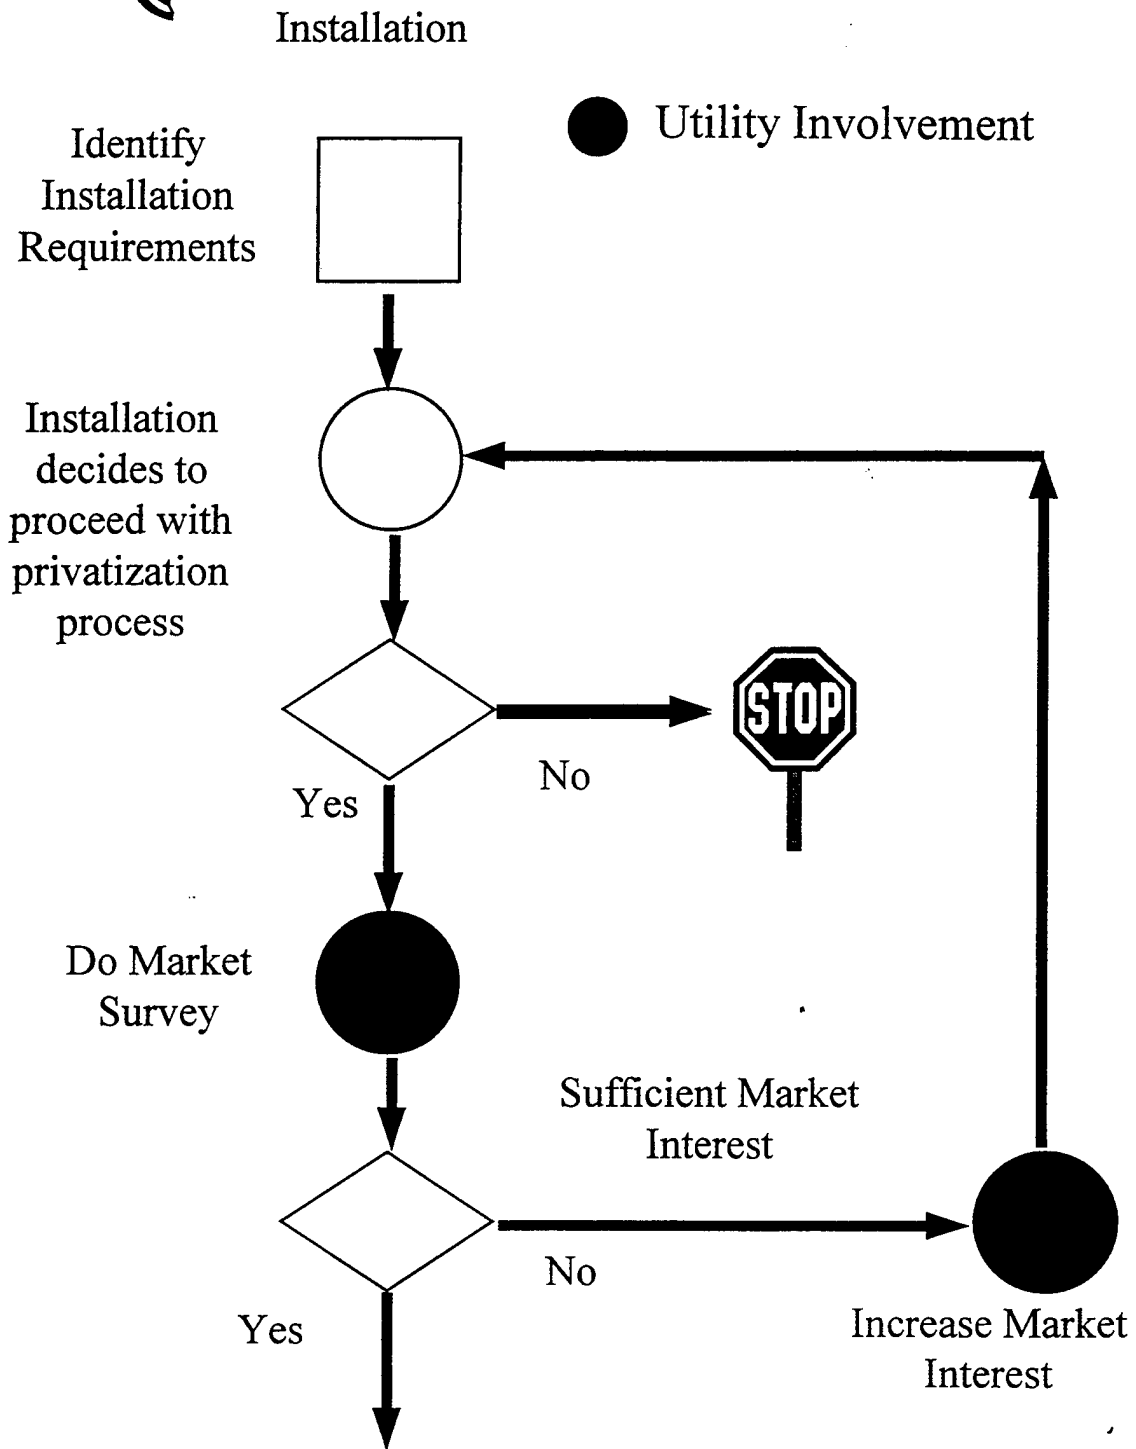 Installation
Utility Involvement
Identify
Installation
Requirements
Installation
decides to
proceed with
privatization
process
STOP
No
Yes
Do Market
Survey
Sufficient Market
Interest
No
Yes
Increase Market
Interest